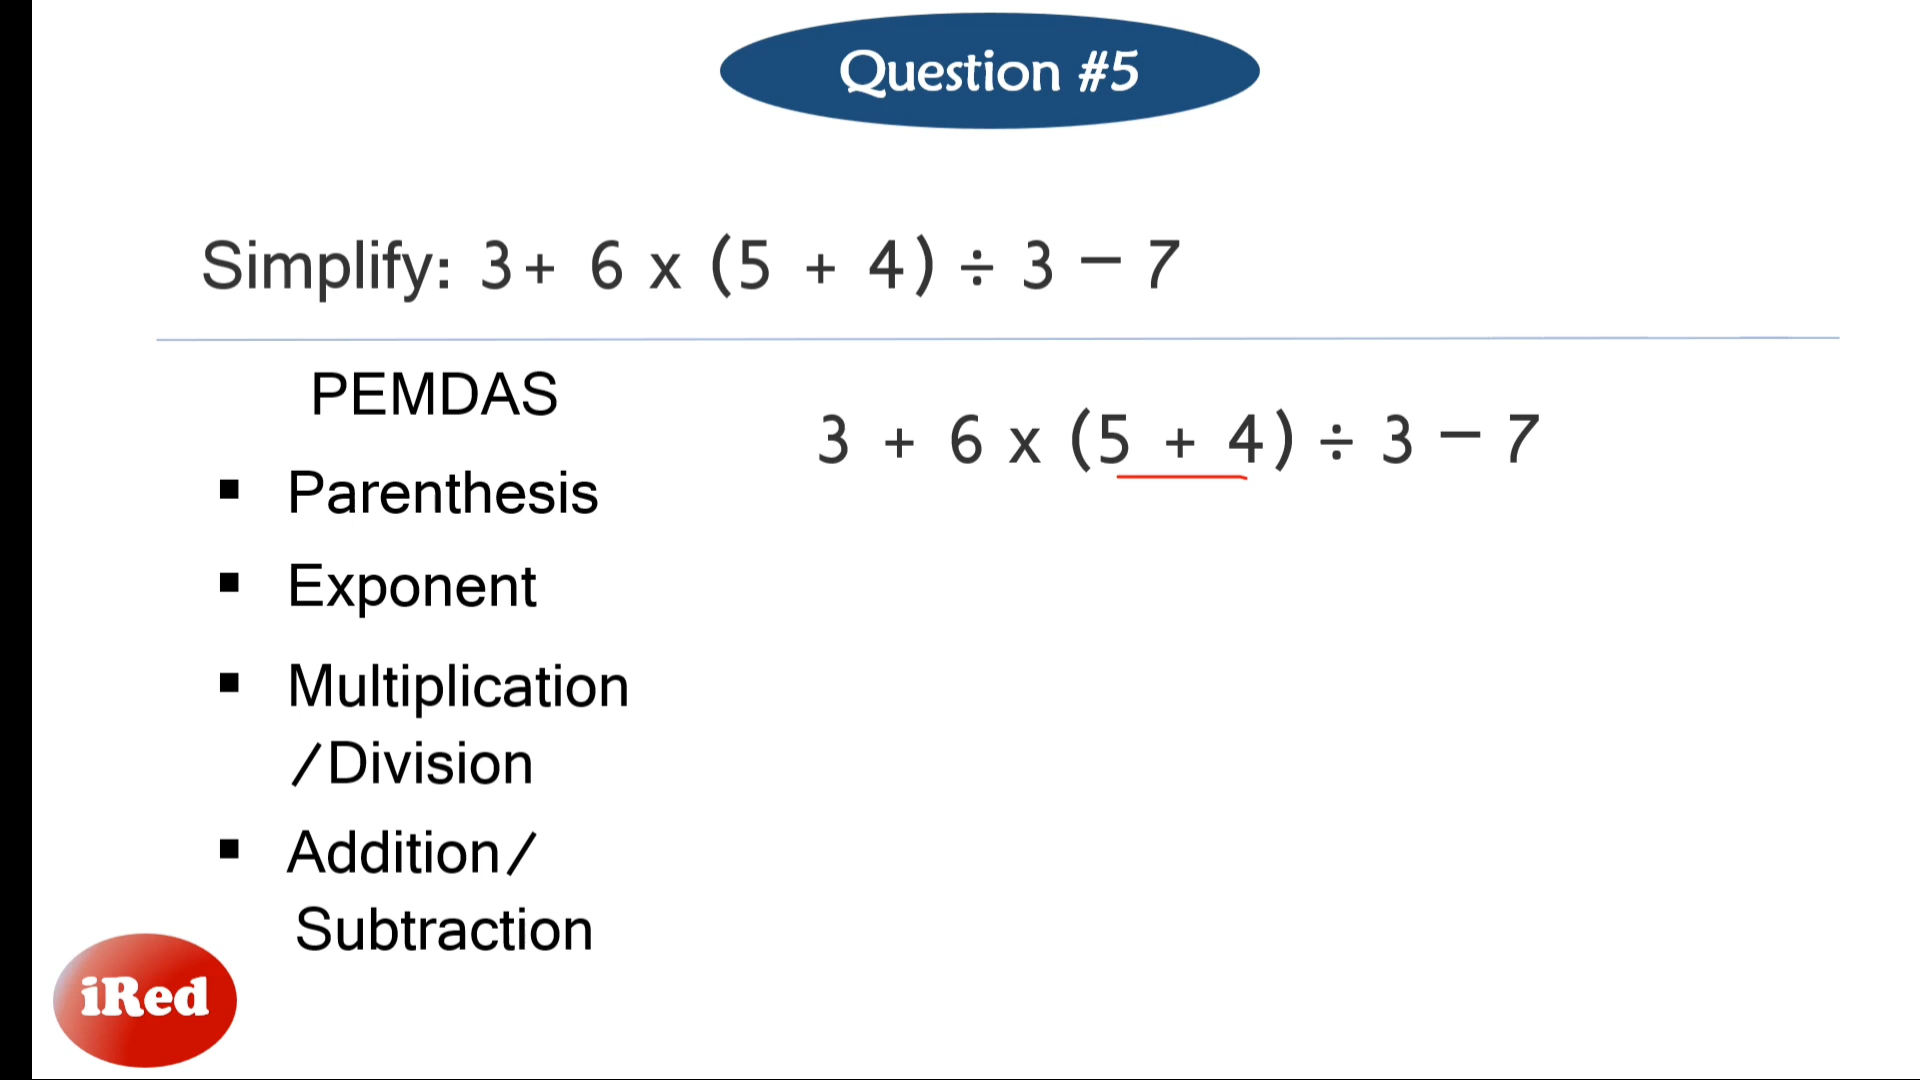 Question #5
Simplify: 3+ 6 x (5 + 4) ÷ 3 – 7
PEMDAS
3 + 6 x (5 + 4) ÷ 3 – 7
▪ Parenthesis
▪ Exponent
▪ Multiplication
/Division
▪ Addition/
Subtraction
iRed